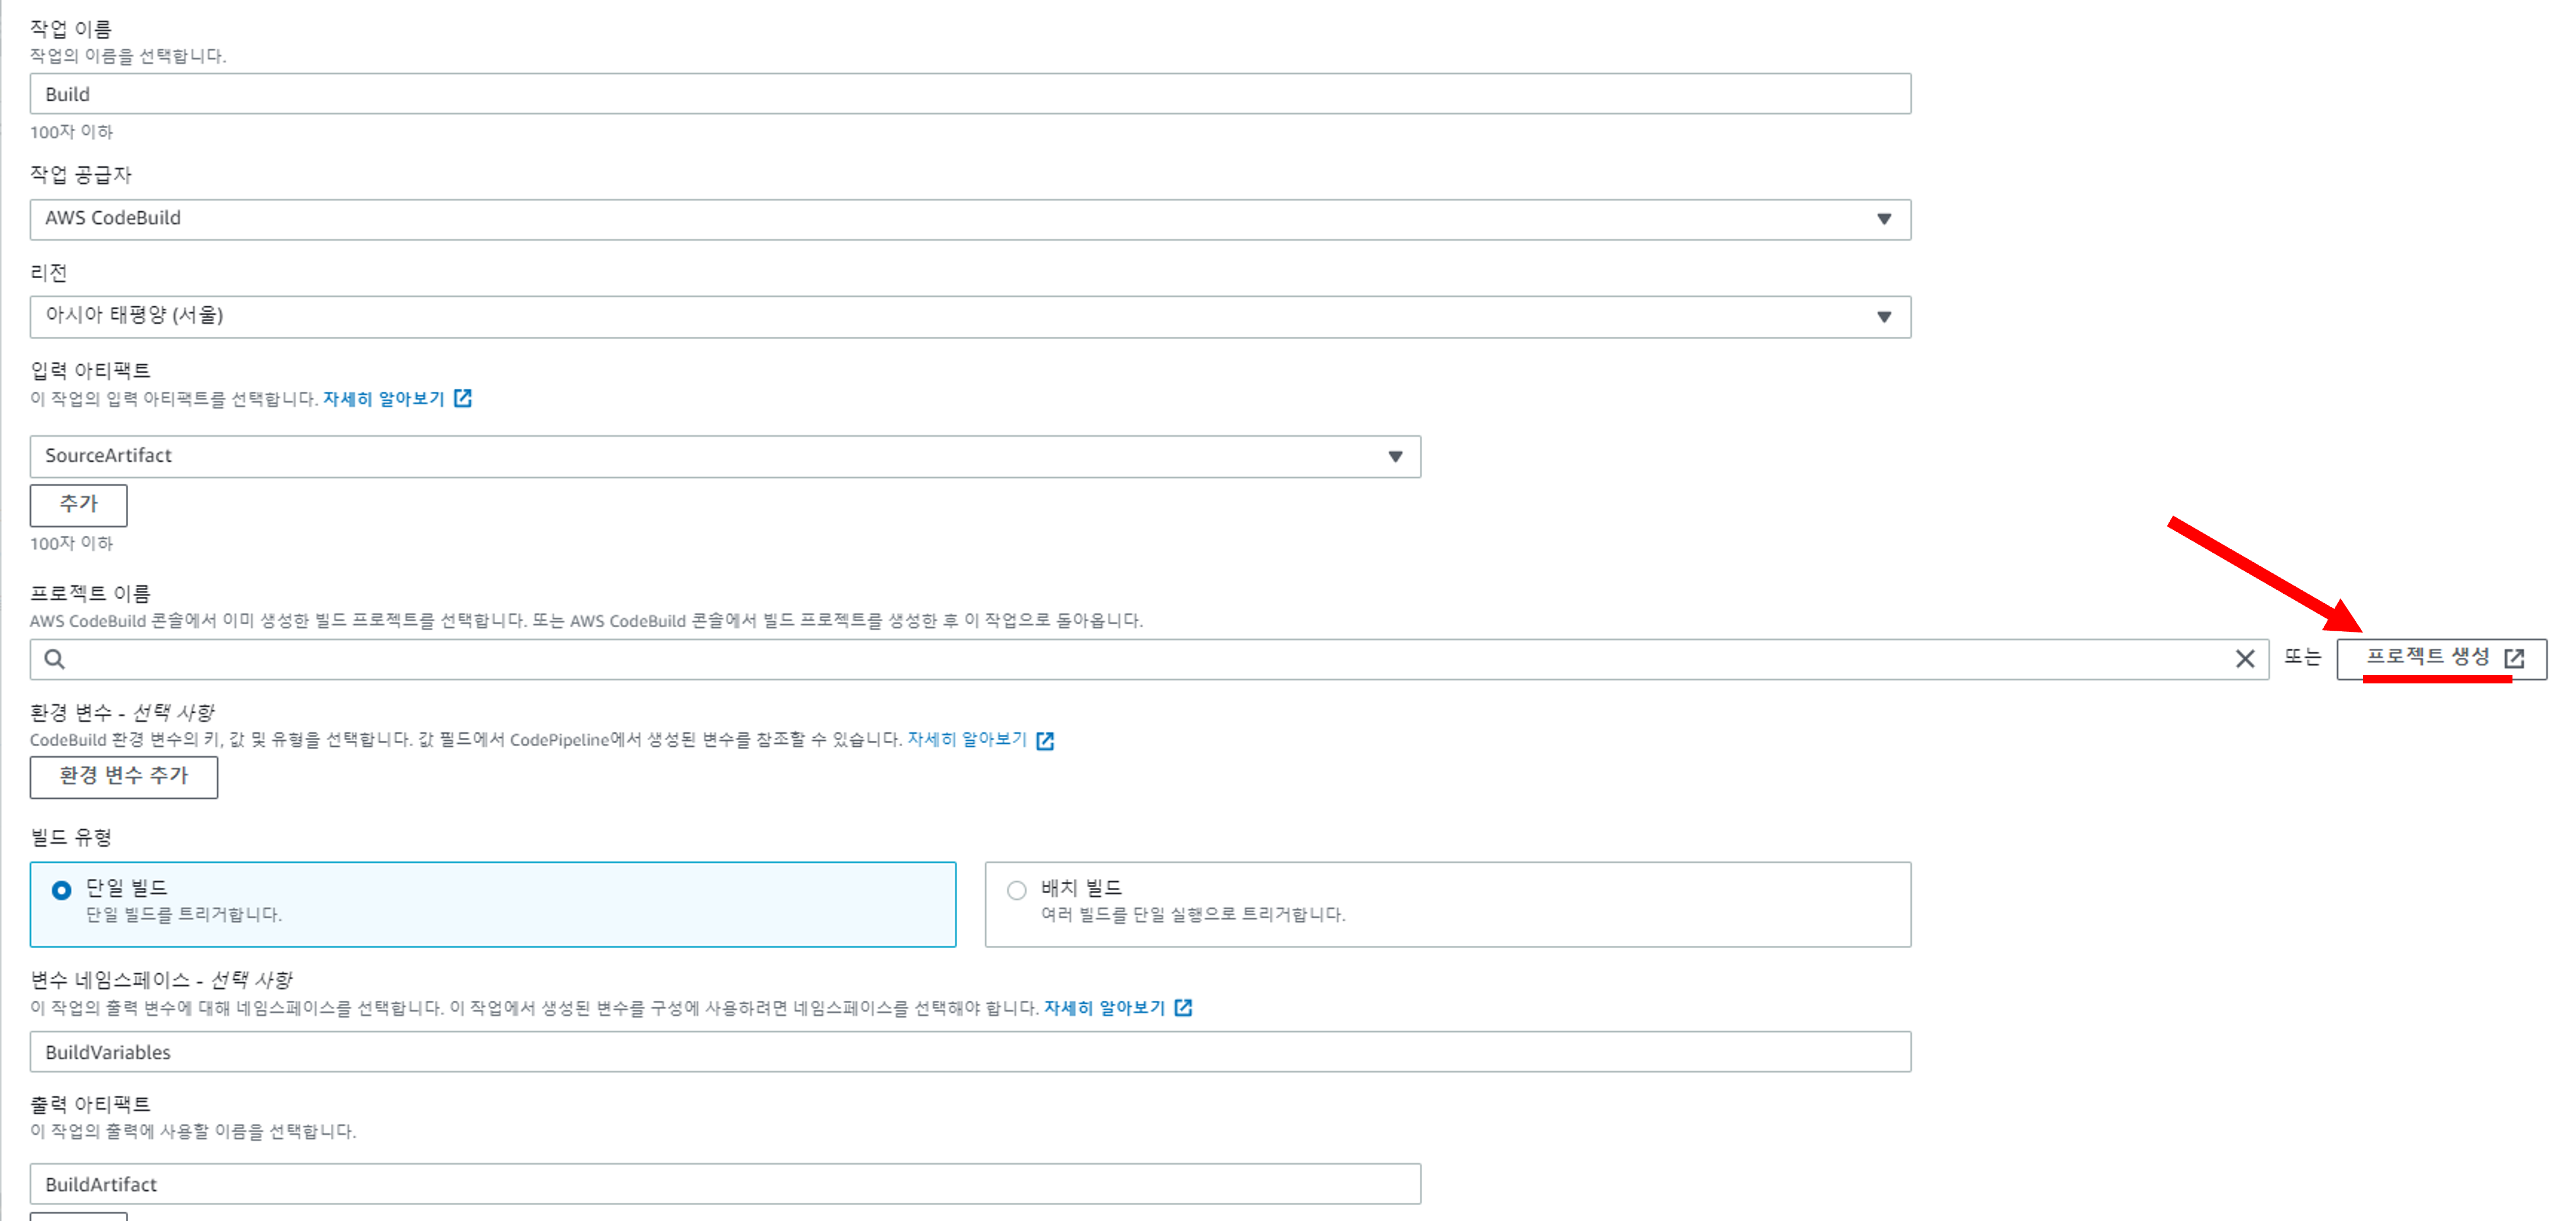 작업 이름
작업의 이름을 선택합니다.
Build
100자 이하
작업 공급자
AWS CodeBuild
리전
아시아 태평양 (서울)
입력 아티팩트
이 작업의 입력 아티팩트를 선택합니다. 자세히 알아보기
SourceArtifact
추가
100자 이하
프로젝트 이름
AWS CodeBuild 콘솔에서 이미 생성한 빌드 프로젝트를 선택합니다. 또는 AWS CodeBuild 콘솔에서 빌드 프로젝트를 생성한 후 이 작업으로 돌아옵니다.
또는 프로젝트 생성
환경 변수 - 선택 사항
CodeBuild 환경 변수의 키, 값 및 유형을 선택합니다. 값 필드에서 CodePipeline에서 생성된 변수를 참조할 수 있습니다. 자세히 알아보기
환경 변수 추가
빌드 유형
단일 빌드
단일 빌드를 트리거합니다.
배치 빌드
여러 빌드를 단일 실행으로 트리거합니다.
변수 네임스페이스 - 선택 사항
이 작업의 출력 변수에 대해 네임스페이스를 선택합니다. 이 작업에서 생성된 변수를 구성에 사용하려면 네임스페이스를 선택해야 합니다. 자세히 알아보기
BuildVariables
출력 아티팩트
이 작업의 출력에 사용할 이름을 선택합니다.
BuildArtifact